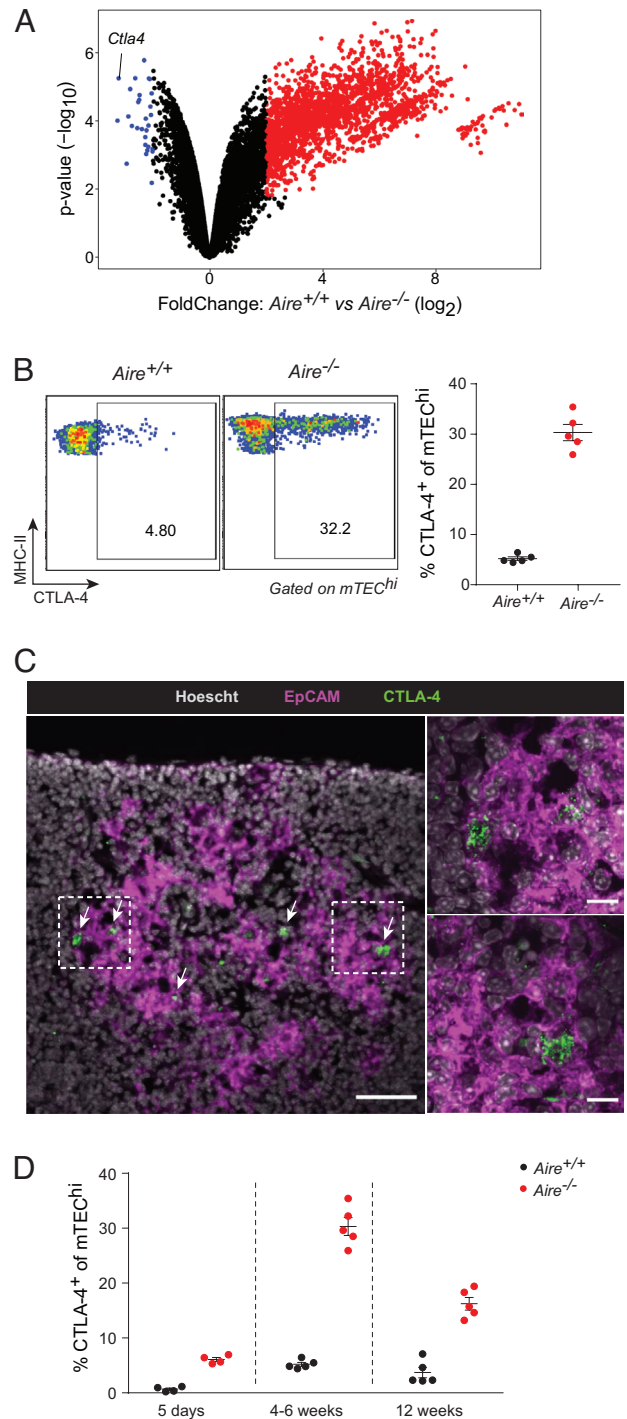 A
Ctla4
6
4
2
0
p-value (−log10)
0 4 8
FoldChange: Aire+/+ vs Aire-/- (log2)
B
Aire+/+ Aire-/-
4.80 32.2
MHC-II
CTLA-4
Gated on mTEChi
40
30
20
10
0
% CTLA-4+ of mTEChi
Aire+/+ Aire-/-
C
Hoescht EpCAM CTLA-4
D
40
30
20
10
0
% CTLA-4+ of mTEChi
Aire+/+
Aire-/-
5 days 4-6 weeks 12 weeks